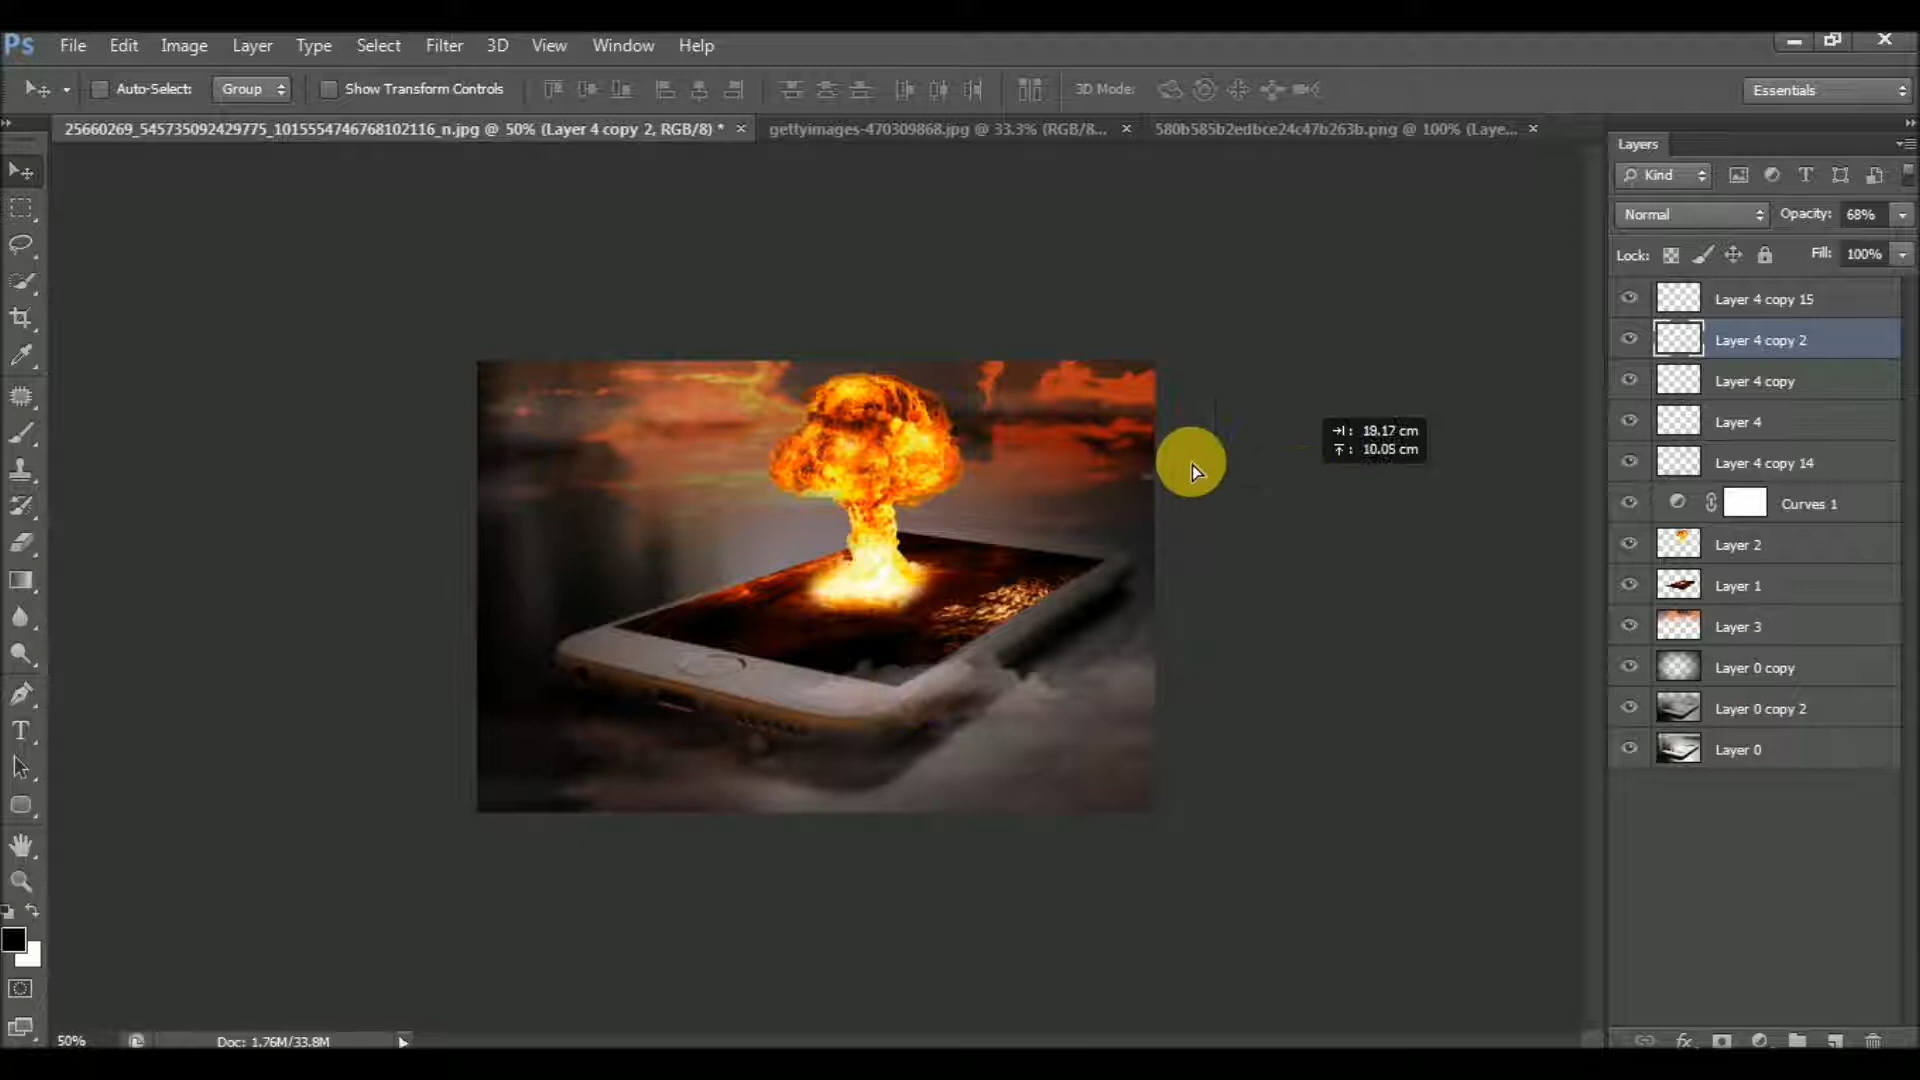 Ps File Edit Image Layer Type Select Filter 3D View Window Help
Auto-Select: Group Show Transform Controls 3D Mode: Essentials
25660269_545735092429775_1015554746768102116_n.jpg @ 50% (Layer 4 copy 2, RGB/8) * × gettyimages-470309868.jpg @ 33.3% (RGB/8... × 580b585b2edbce24c47b263b.png @ 100% (Laye... ×
Layers
Kind
Normal Opacity: 68%
Lock: Fill: 100%
Layer 4 copy 15
Layer 4 copy 2
Layer 4 copy
Layer 4
Layer 4 copy 14
Curves 1
Layer 2
Layer 1
Layer 3
Layer 0 copy
Layer 0 copy 2
Layer 0
19.17 cm
10.05 cm
50% Doc: 1.76M/33.8M